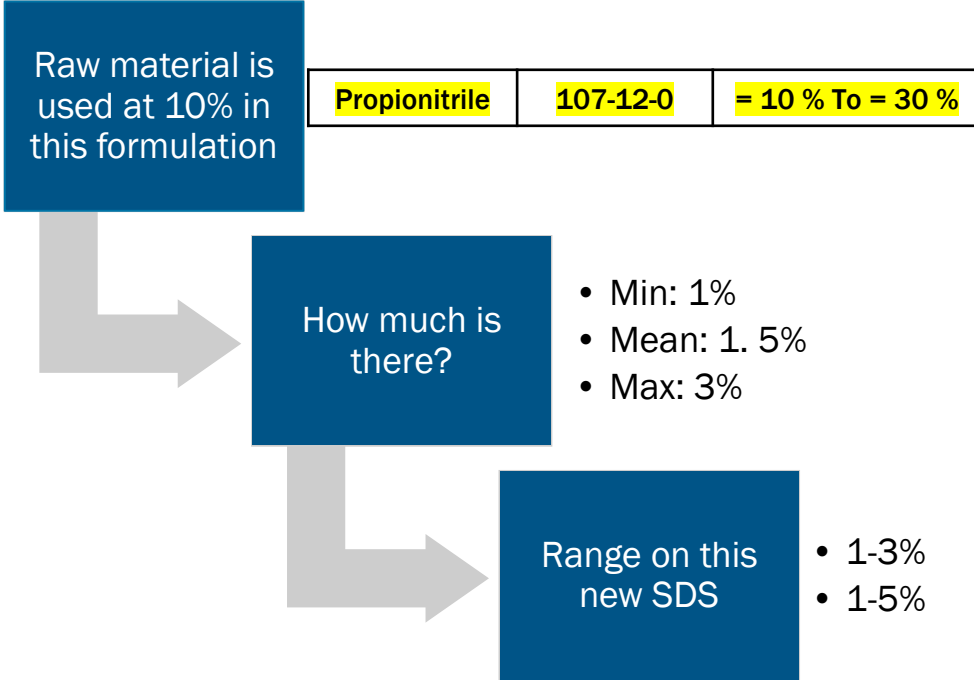 Raw material is
used at 10% in
this formulation
Propionitrile 107-12-0 = 10 % To = 30 %
How much is
there?
• Min: 1%
• Mean: 1. 5%
• Max: 3%
Range on this
new SDS
• 1-3%
• 1-5%